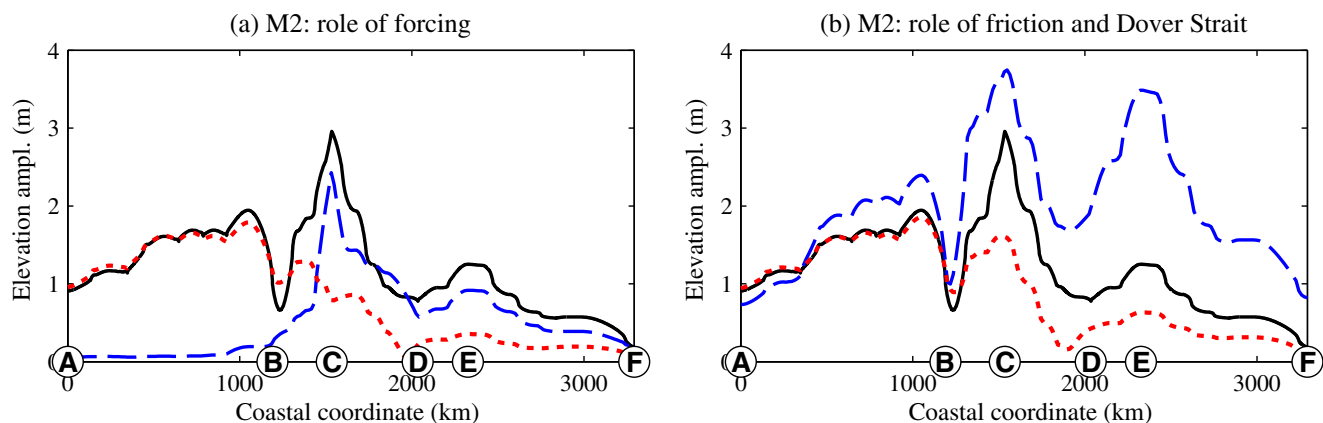 (a) M2: role of forcing
4
3
2
1
0
Elevation ampl. (m)
A B C D E F
0 1000 2000 3000
Coastal coordinate (km)
(b) M2: role of friction and Dover Strait
4
3
2
1
0
Elevation ampl. (m)
A B C D E F
0 1000 2000 3000
Coastal coordinate (km)